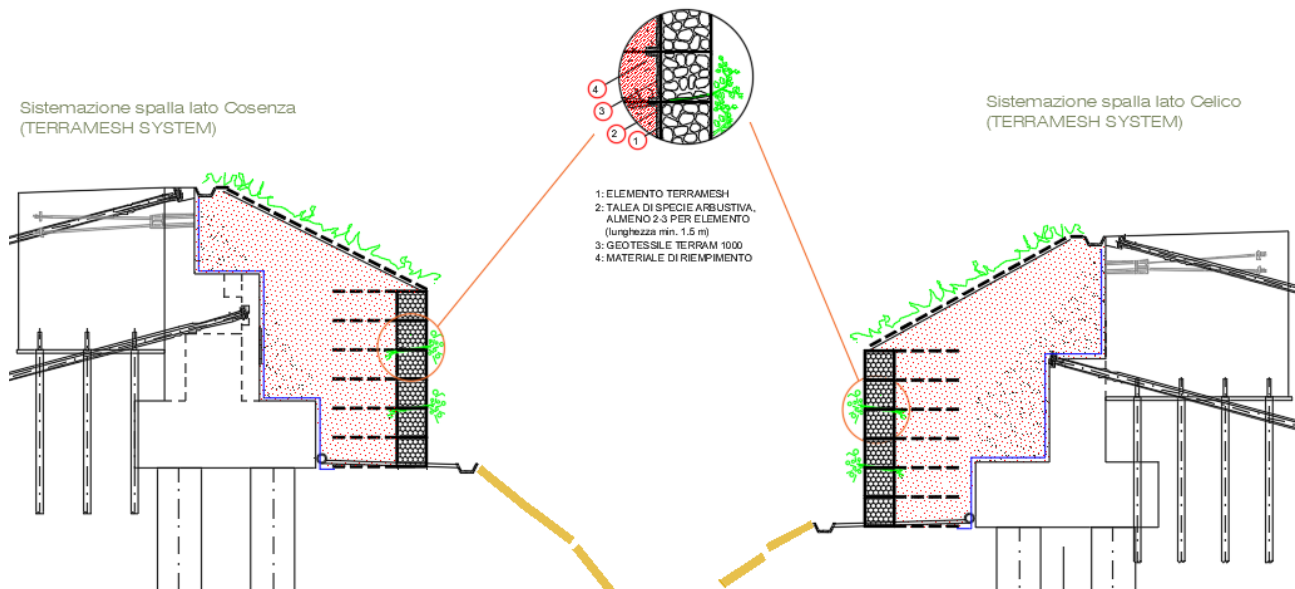 Sistemazione spalla lato Cosenza
(TERRAMESH SYSTEM)
4
3
2
1
1: ELEMENTO TERRAMESH
2: TALEA DI SPECIE ARBUSTIVA,
ALMENO 2-3 PER ELEMENTO
(lunghezza min. 1.5 m)
3: GEOTESSILE TERRAM 1000
4: MATERIALE DI RIEMPIMENTO
Sistemazione spalla lato Celico
(TERRAMESH SYSTEM)